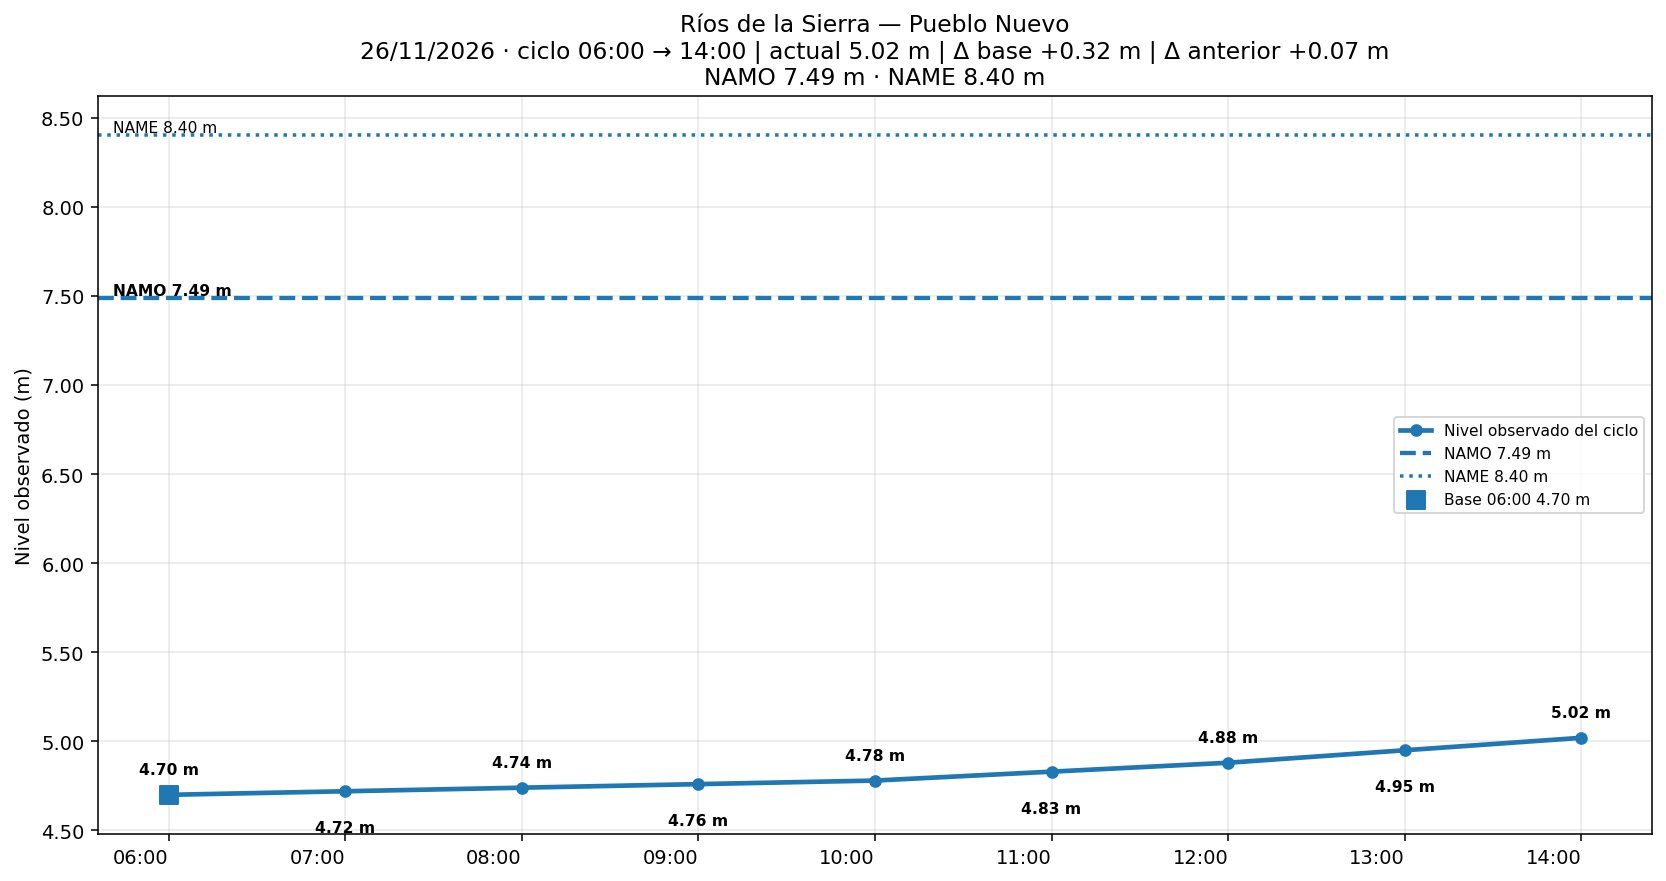 Ríos de la Sierra — Pueblo Nuevo
26/11/2026 · ciclo 06:00 → 14:00 | actual 5.02 m | Δ base +0.32 m | Δ anterior +0.07 m
NAMO 7.49 m · NAME 8.40 m
Nivel observado (m)
8.50
8.00
7.50
7.00
6.50
6.00
5.50
5.00
4.50
NAME 8.40 m
NAMO 7.49 m
Nivel observado del ciclo
NAMO 7.49 m
NAME 8.40 m
Base 06:00 4.70 m
4.70 m
4.72 m
4.74 m
4.76 m
4.78 m
4.83 m
4.88 m
4.95 m
5.02 m
06:00
07:00
08:00
09:00
10:00
11:00
12:00
13:00
14:00